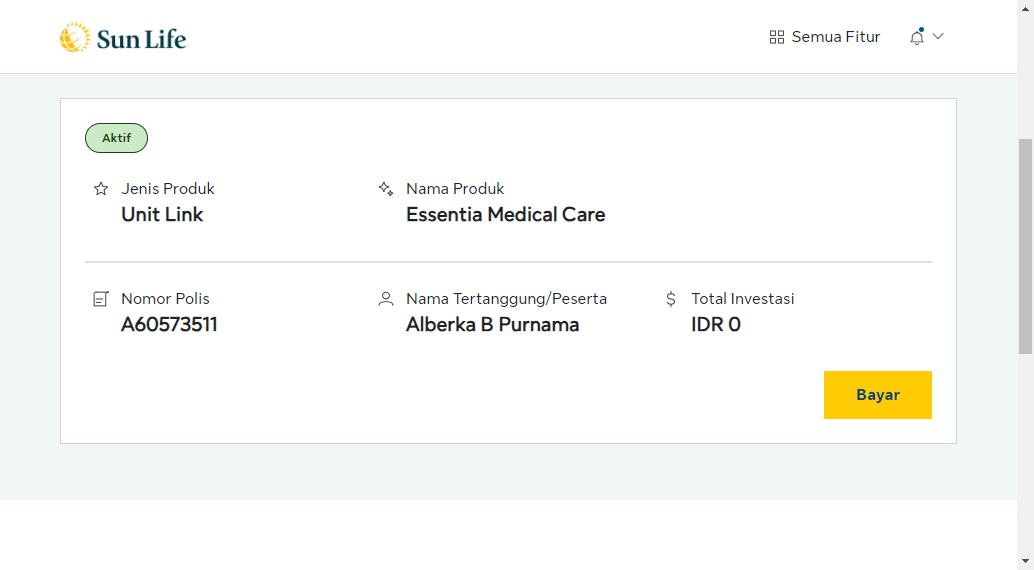 Sun Life
Semua Fitur
Aktif
Jenis Produk
Unit Link
Nama Produk
Essentia Medical Care
Nomor Polis
A60573511
Nama Tertanggung/Peserta
Alberka B Purnama
Total Investasi
IDR 0
Bayar